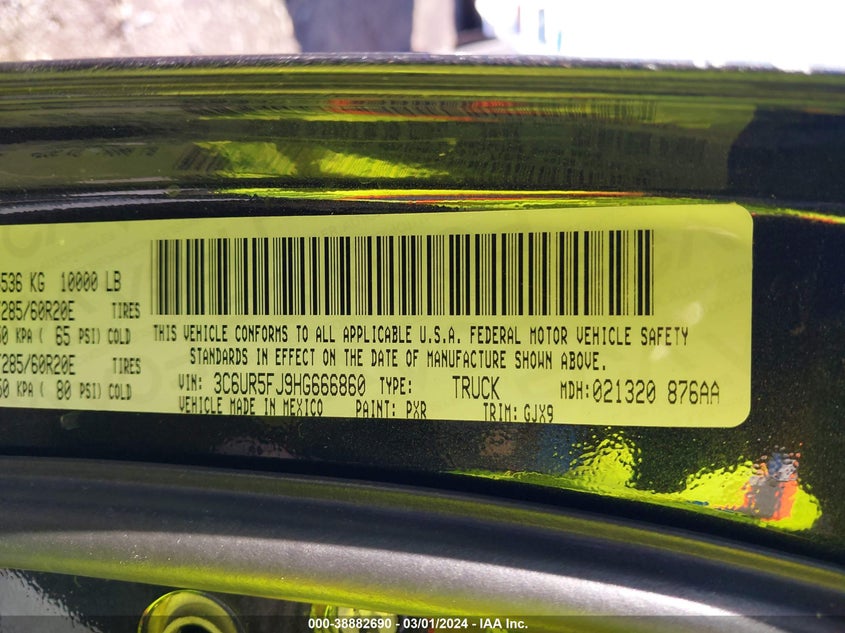 536 KG 10000 LB
285/60R20E TIRES
0 KPA ( 65 PSI) COLD
285/60R20E TIRES
50 KPA ( 80 PSI) COLD
THIS VEHICLE CONFORMS TO ALL APPLICABLE U.S.A. FEDERAL MOTOR VEHICLE SAFETY
STANDARDS IN EFFECT ON THE DATE OF MANUFACTURE SHOWN ABOVE.
VIN: 3C6UR5FJ9HG666860 TYPE: TRUCK MDH:021320 876AA
VEHICLE MADE IN MEXICO PAINT: PXR TRIM: GJX9
000-38882690 - 03/01/2024 - IAA Inc.